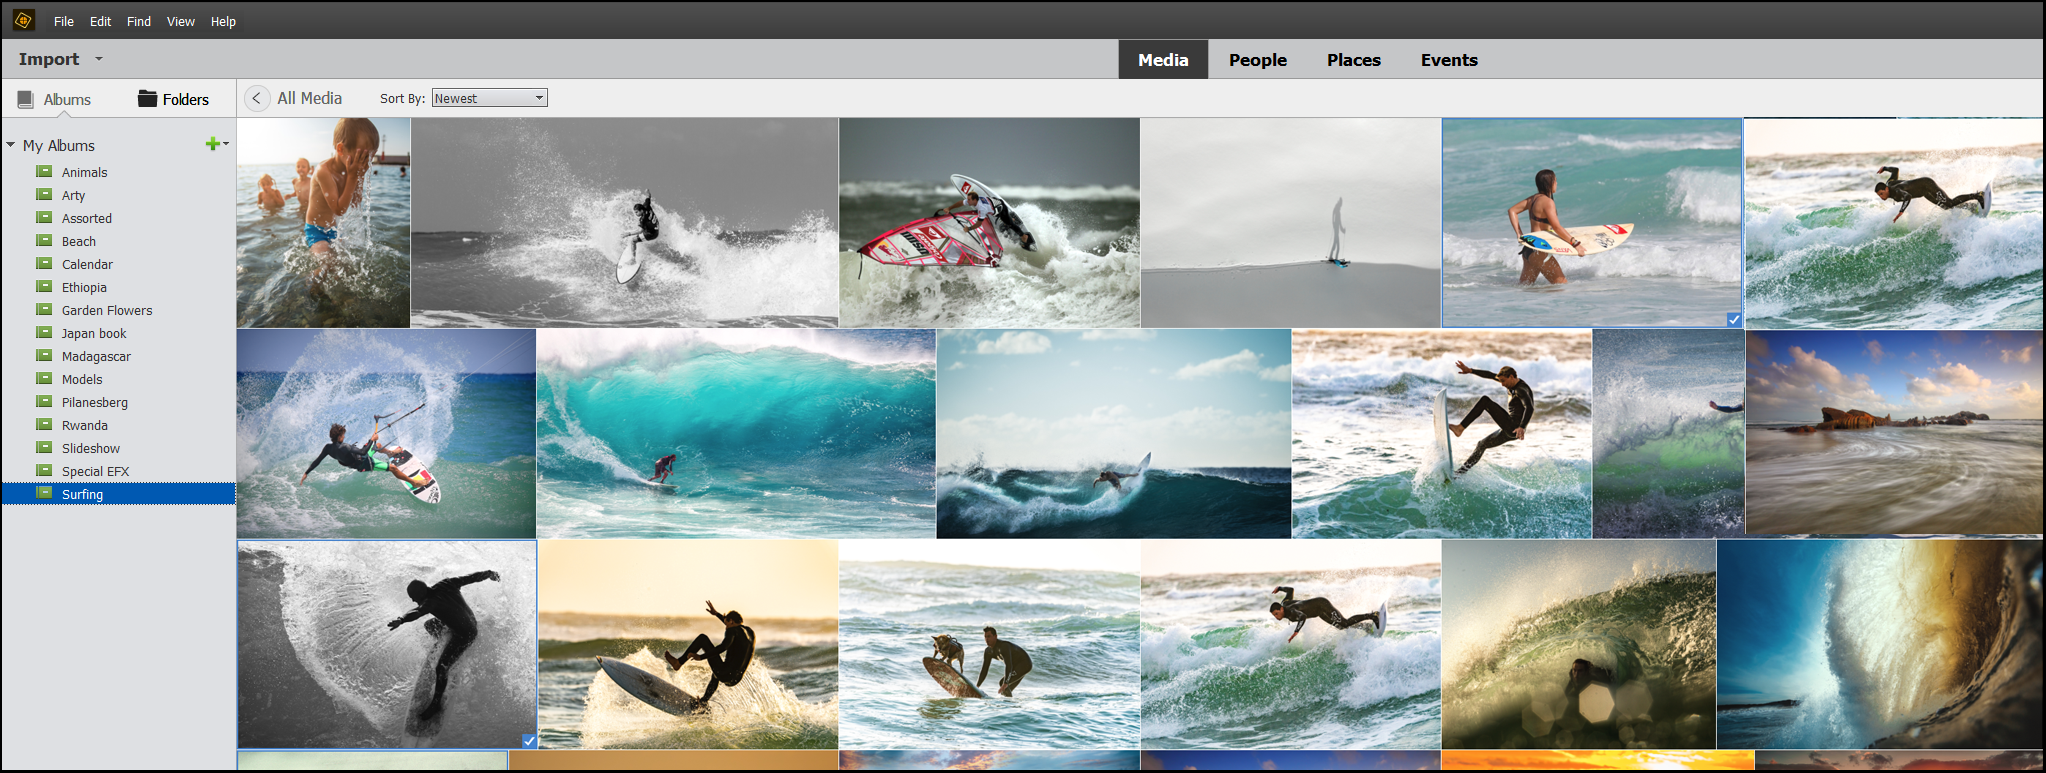 File Edit Find View Help
Import Media People Places Events
Albums Folders All Media Sort By: Newest
My Albums
Animals
Arty
Assorted
Beach
Calendar
Ethiopia
Garden Flowers
Japan book
Madagascar
Models
Pilanesberg
Rwanda
Slideshow
Special EFX
Surfing